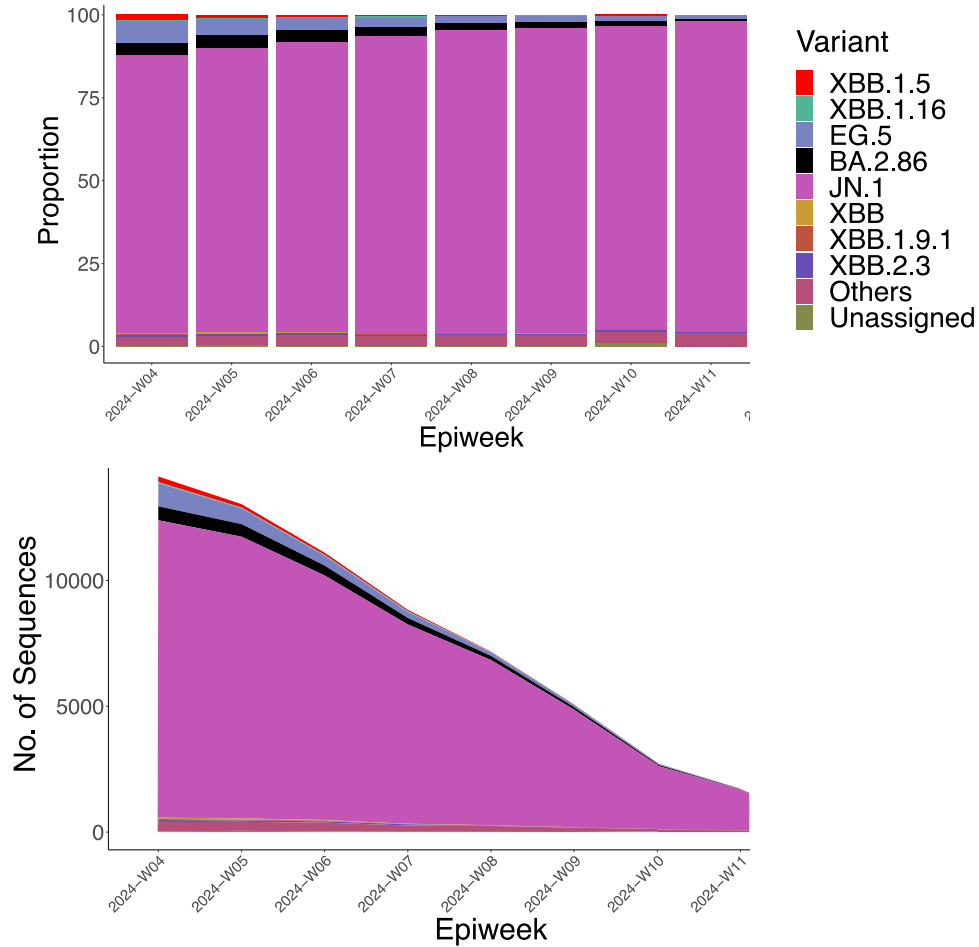 100
75
50
25
0
Proportion
2024−W04
2024−W05
2024−W06
2024−W07
2024−W08
2024−W09
2024−W10
2024−W11
2
Epiweek
Variant
XBB.1.5
XBB.1.16
EG.5
BA.2.86
JN.1
XBB
XBB.1.9.1
XBB.2.3
Others
Unassigned
10000
5000
0
No. of Sequences
2024−W04
2024−W05
2024−W06
2024−W07
2024−W08
2024−W09
2024−W10
2024−W11
Epiweek